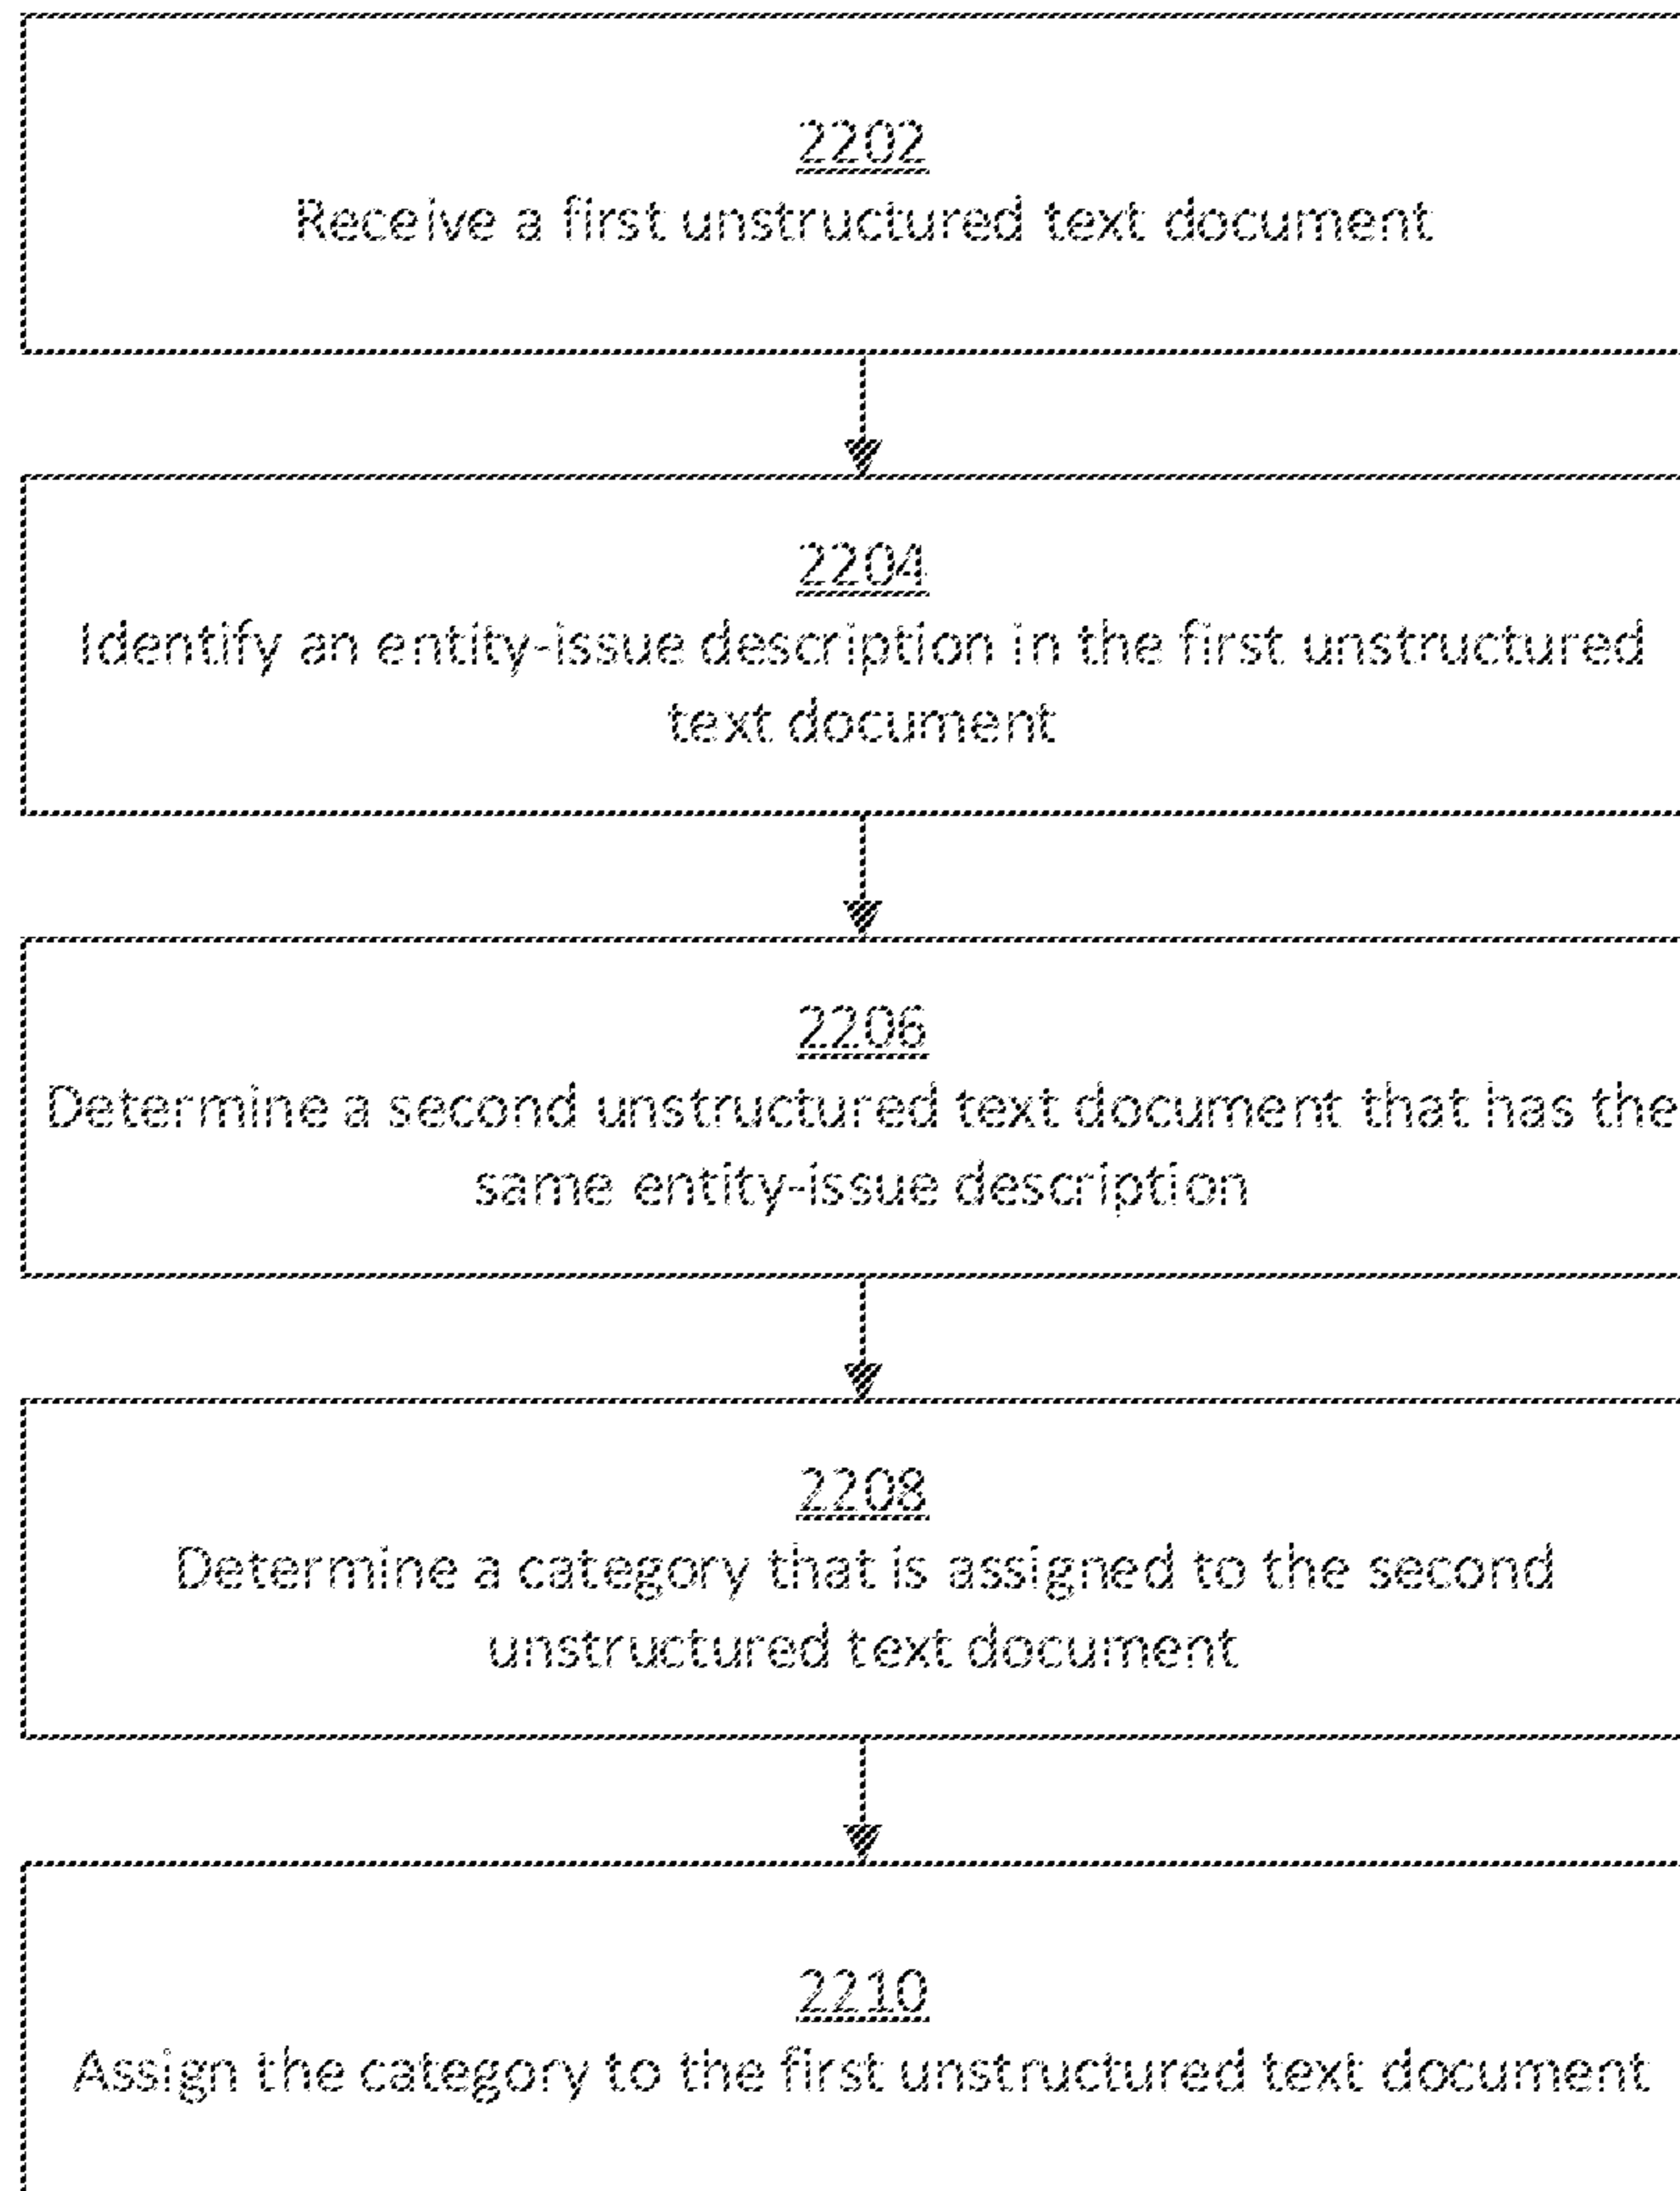 2202
Receive a first unstructured text document
2204
Identify an entity-issue description in the first unstructured
text document
2206
Determine a second unstructured text document that has the
same entity-issue description
2208
Determine a category that is assigned to the second
unstructured text document
2210
Assign the category to the first unstructured text document